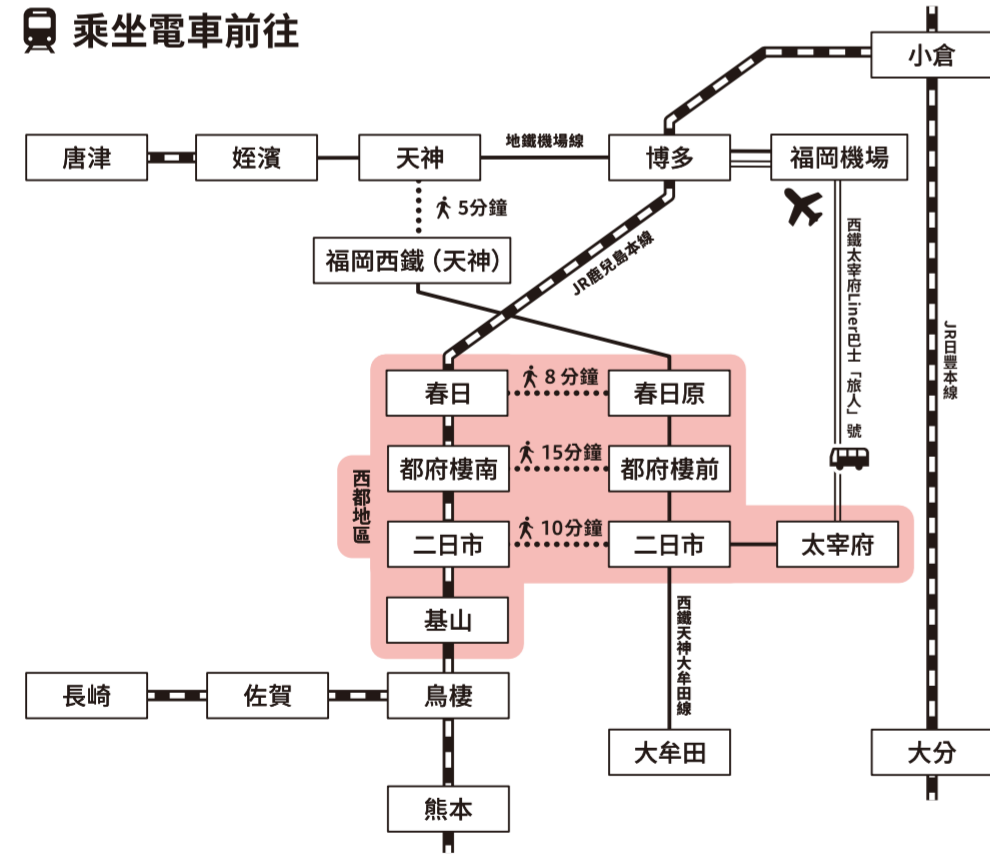 乘坐電車前往
小倉
唐津
姪濱
天神
地鐵機場線
博多
福岡機場
5分鐘
福岡西鐵（天神）
JR鹿兒島本線
西鐵太宰府Liner巴士「旅人」號
JR日豐本線
春日
8分鐘
春日原
西都地區
都府樓南
15分鐘
都府樓前
二日市
10分鐘
二日市
太宰府
基山
西鐵天神大牟田線
長崎
佐賀
鳥棲
大牟田
大分
熊本